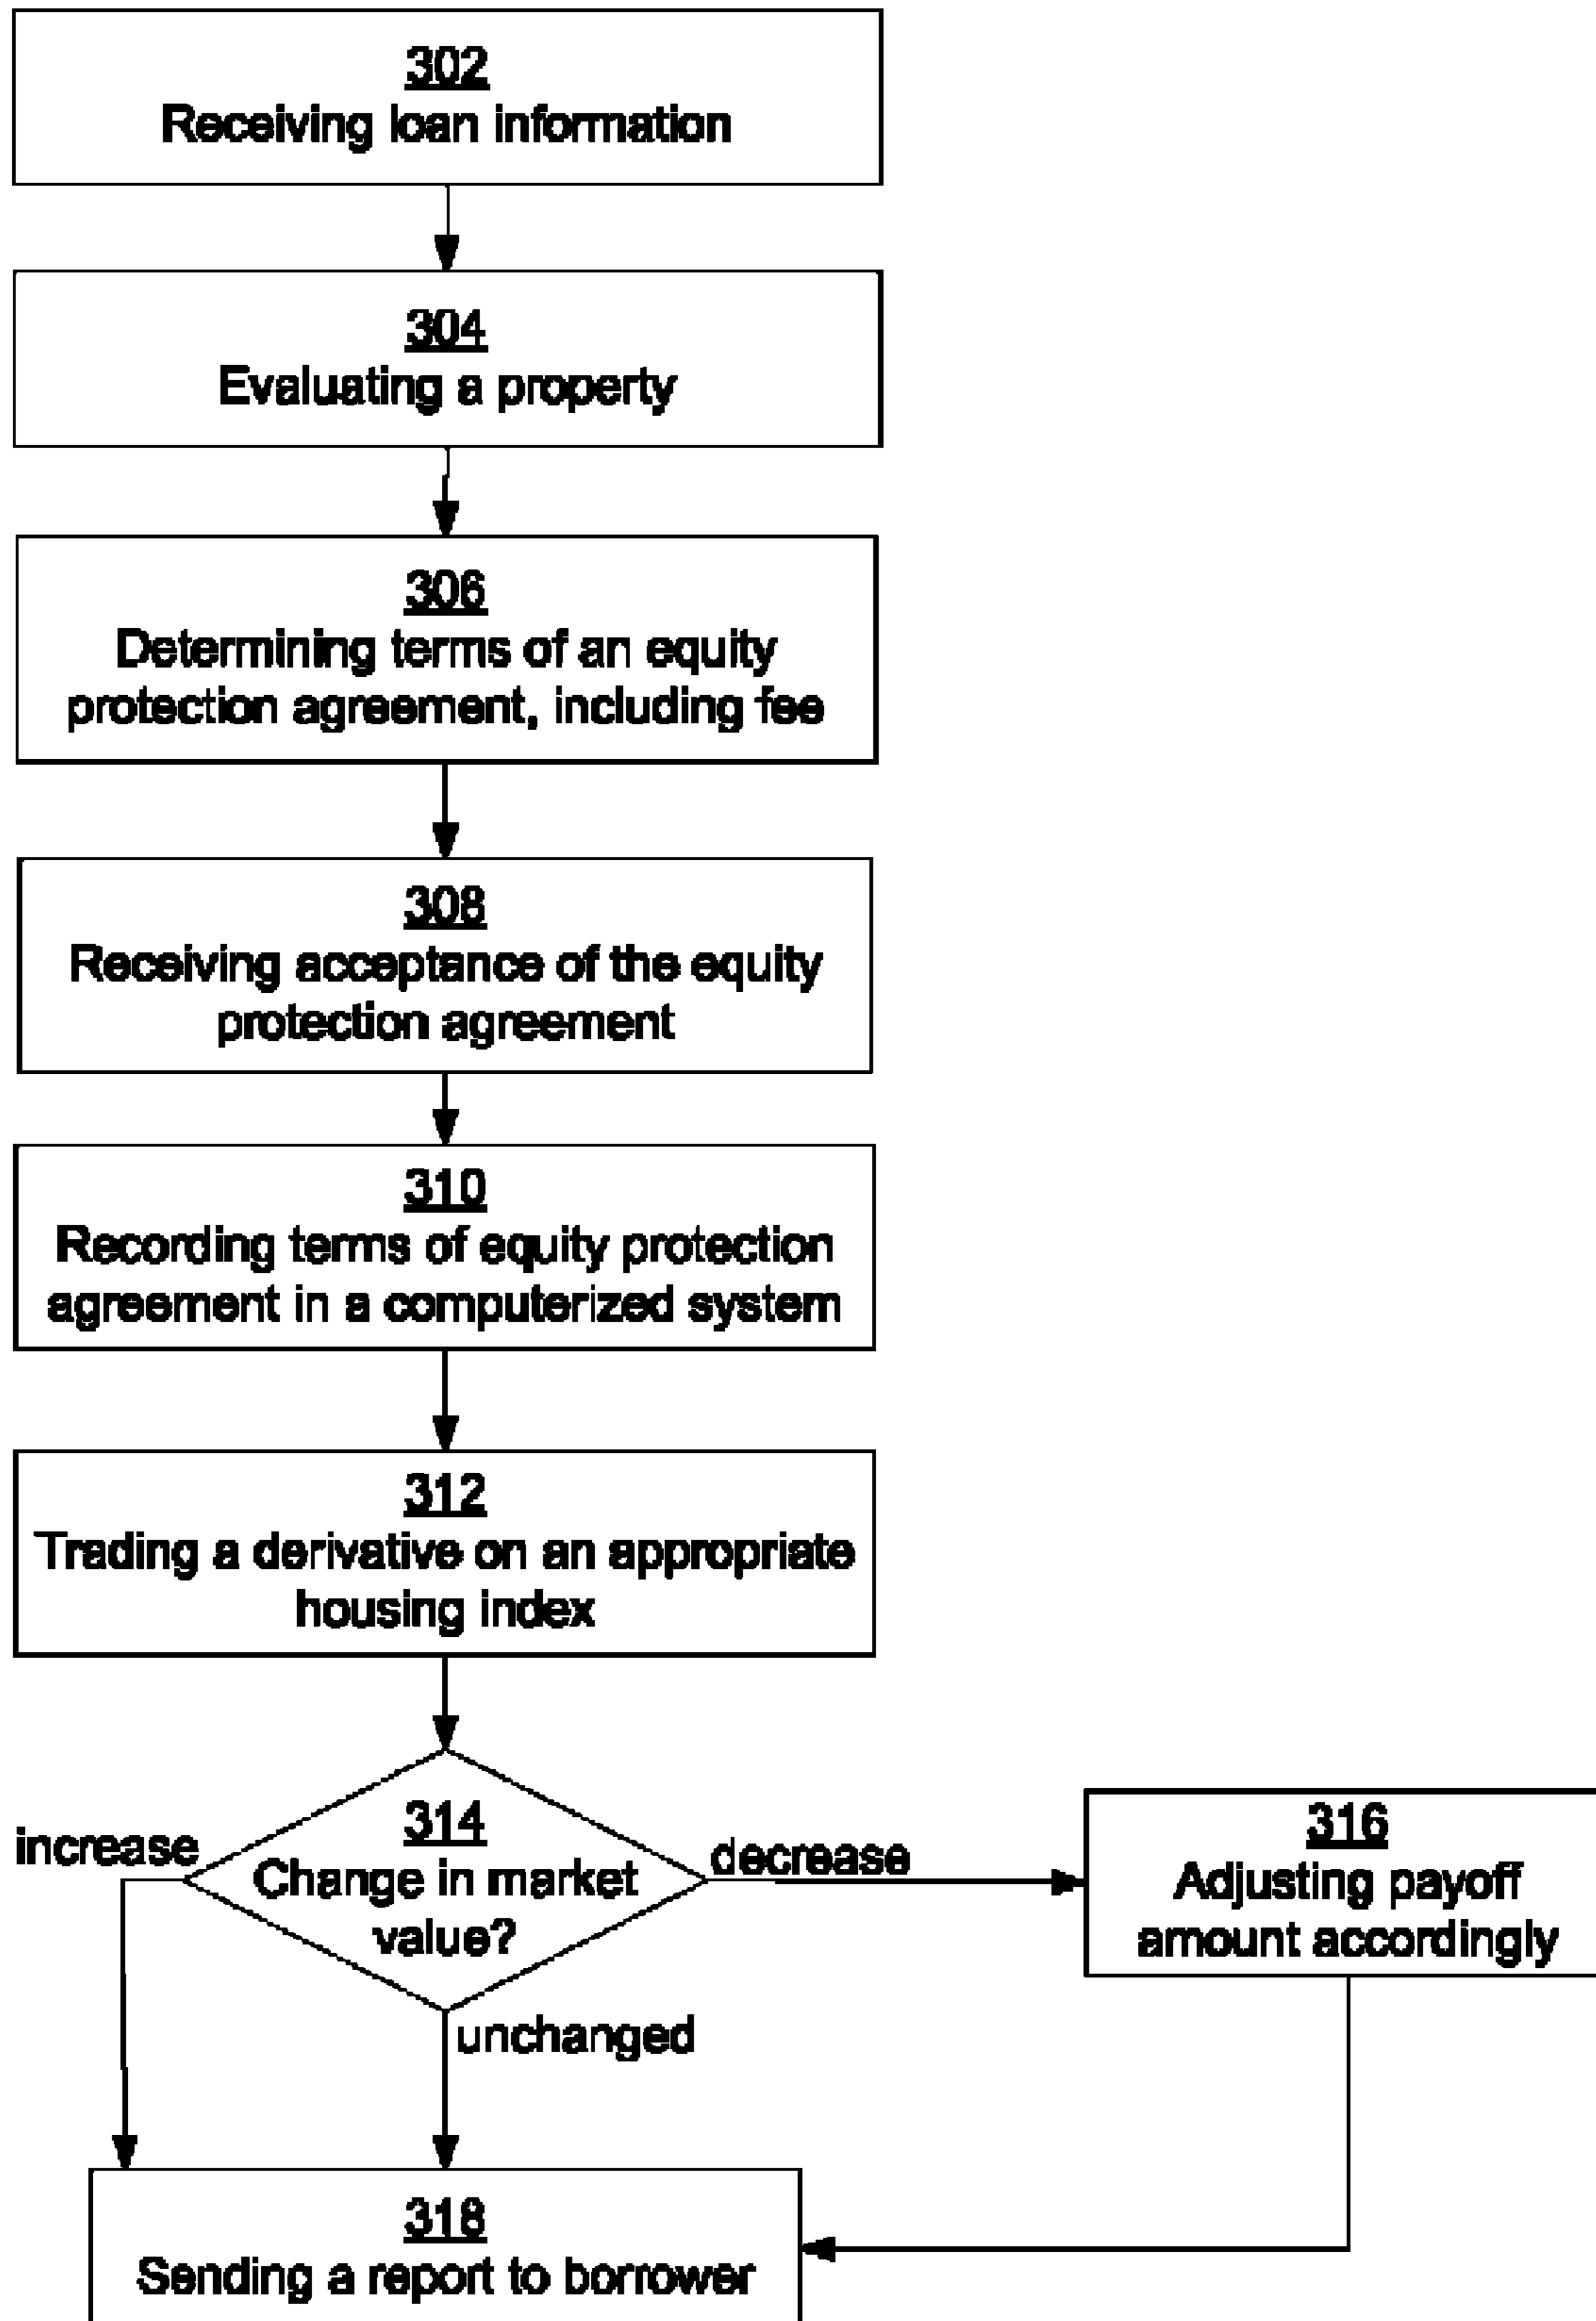 302
Receiving loan information
304
Evaluating a property
306
Determining terms of an equity
protection agreement, including fee
308
Receiving acceptance of the equity
protection agreement
310
Recording terms of equity protection
agreement in a computerized system
312
Trading a derivative on an appropriate
housing index
314
Change in market
value?
increase
decrease
unchanged
316
Adjusting payoff
amount accordingly
318
Sending a report to borrower